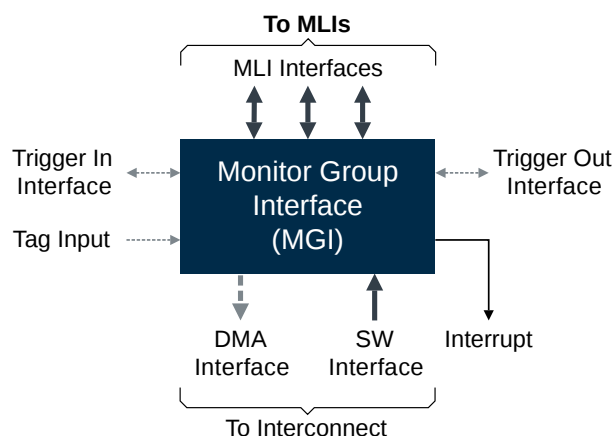 To MLIs
MLI Interfaces
Trigger In
Interface
Monitor Group
Interface
(MGI)
Trigger Out
Interface
Tag Input
DMA
Interface
SW
Interface
Interrupt
To Interconnect